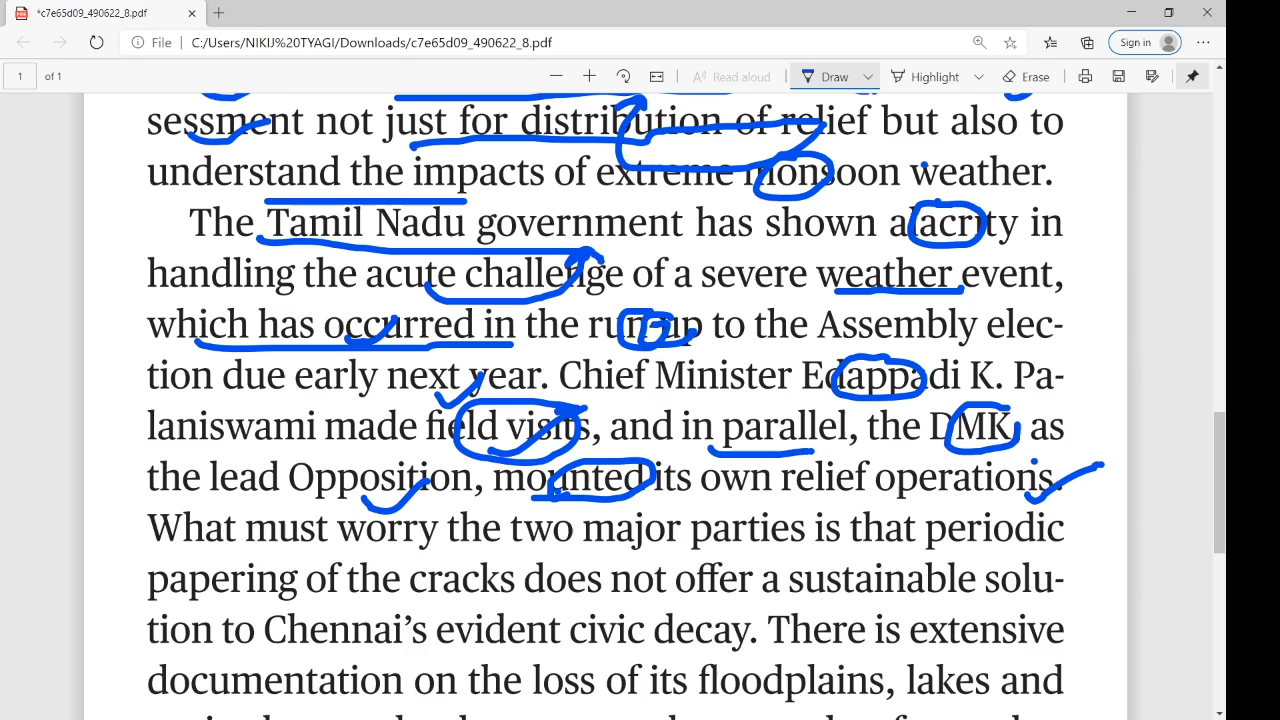 *c7e65d09_490622_8.pdf
File C:/Users/NIKIJ%20TYAGI/Downloads/c7e65d09_490622_8.pdf Sign in
1 of 1 Read aloud Draw Highlight Erase
sessment not just for distribution of relief but also to
understand the impacts of extreme monsoon weather.
The Tamil Nadu government has shown alacrity in
handling the acute challenge of a severe weather event,
which has occurred in the run-up to the Assembly elec-
tion due early next year. Chief Minister Edappadi K. Pa-
laniswami made field visits, and in parallel, the DMK, as
the lead Opposition, mounted its own relief operations.
What must worry the two major parties is that periodic
papering of the cracks does not offer a sustainable solu-
tion to Chennai's evident civic decay. There is extensive
documentation on the loss of its floodplains, lakes and